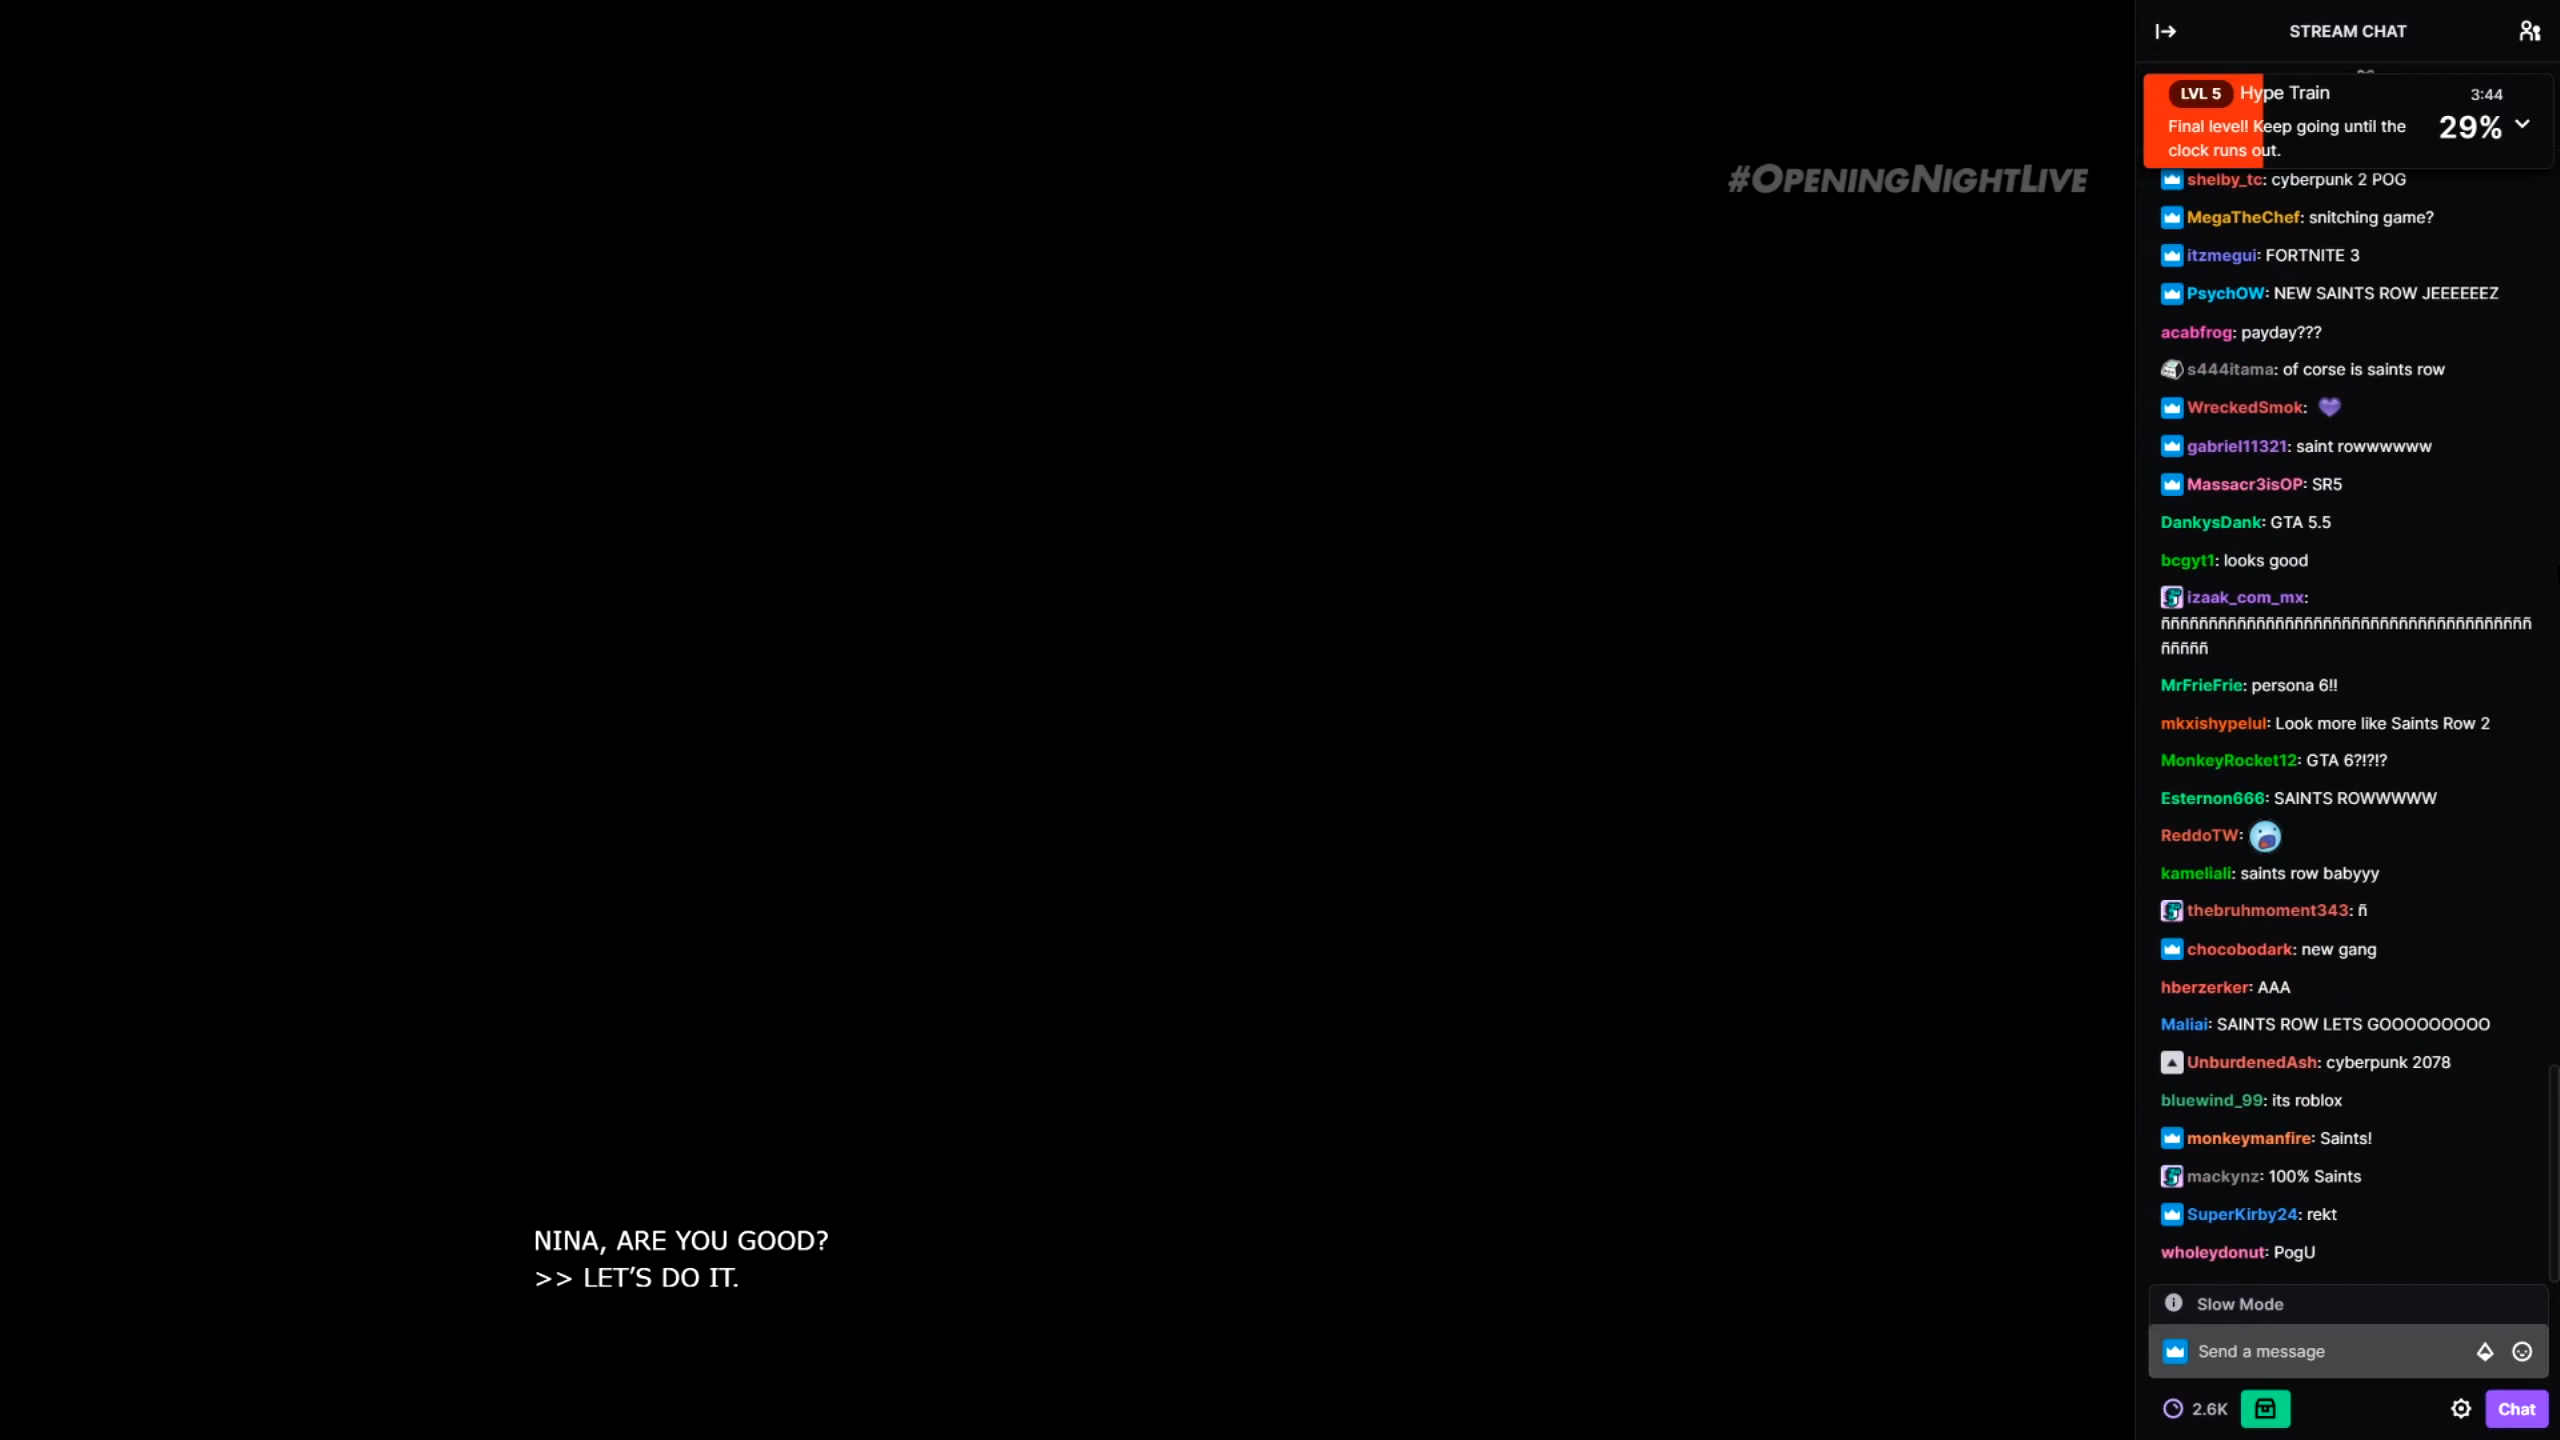 #OPENINGNIGHTLIVE
NINA, ARE YOU GOOD?
>> LET'S DO IT.
STREAM CHAT
LVL 5 Hype Train 3:44
Final level! Keep going until the 29%
clock runs out.
shelby_tc: cyberpunk 2 POG
MegaTheChef: snitching game?
itzmegui: FORTNITE 3
PsychOW: NEW SAINTS ROW JEEEEEEZ
acabfrog: payday???
s444itama: of corse is saints row
WreckedSmok: 💜
gabriel11321: saint rowwwwww
Massacr3isOP: SR5
DankysDank: GTA 5.5
bcgyt1: looks good
izaak_com_mx:
ñññññññññññññññññññññññññññññññññññññññ
ñññññ
MrFrieFrie: persona 6!!
mkxishypelul: Look more like Saints Row 2
MonkeyRocket12: GTA 6?!?!?
Esternon666: SAINTS ROWWWWW
ReddoTW:
kameliali: saints row babyyy
thebruhmoment343: ñ
chocobodark: new gang
hberzerker: AAA
Maliai: SAINTS ROW LETS GOOOOOOOOO
UnburdenedAsh: cyberpunk 2078
bluewind_99: its roblox
monkeymanfire: Saints!
mackynz: 100% Saints
SuperKirby24: rekt
wholeydonut: PogU
Slow Mode
Send a message
2.6K
Chat